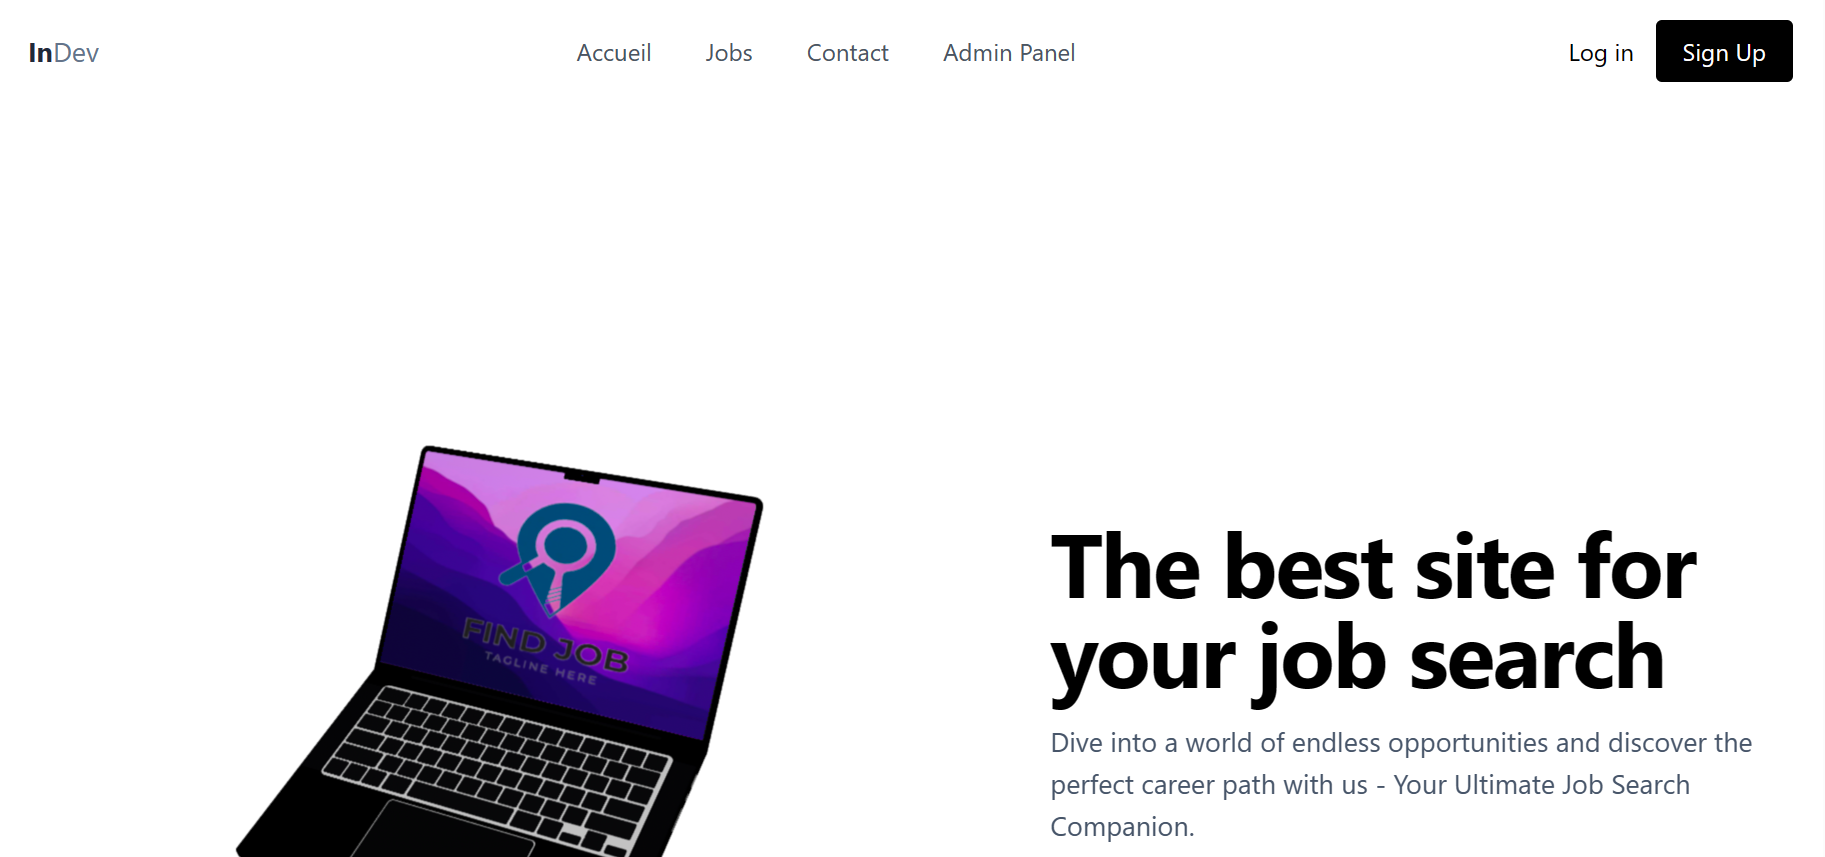 InDev
Accueil
Jobs
Contact
Admin Panel
Log in
Sign Up
FIND JOB
TAGLINE HERE
The best site for
your job search
Dive into a world of endless opportunities and discover the
perfect career path with us - Your Ultimate Job Search
Companion.